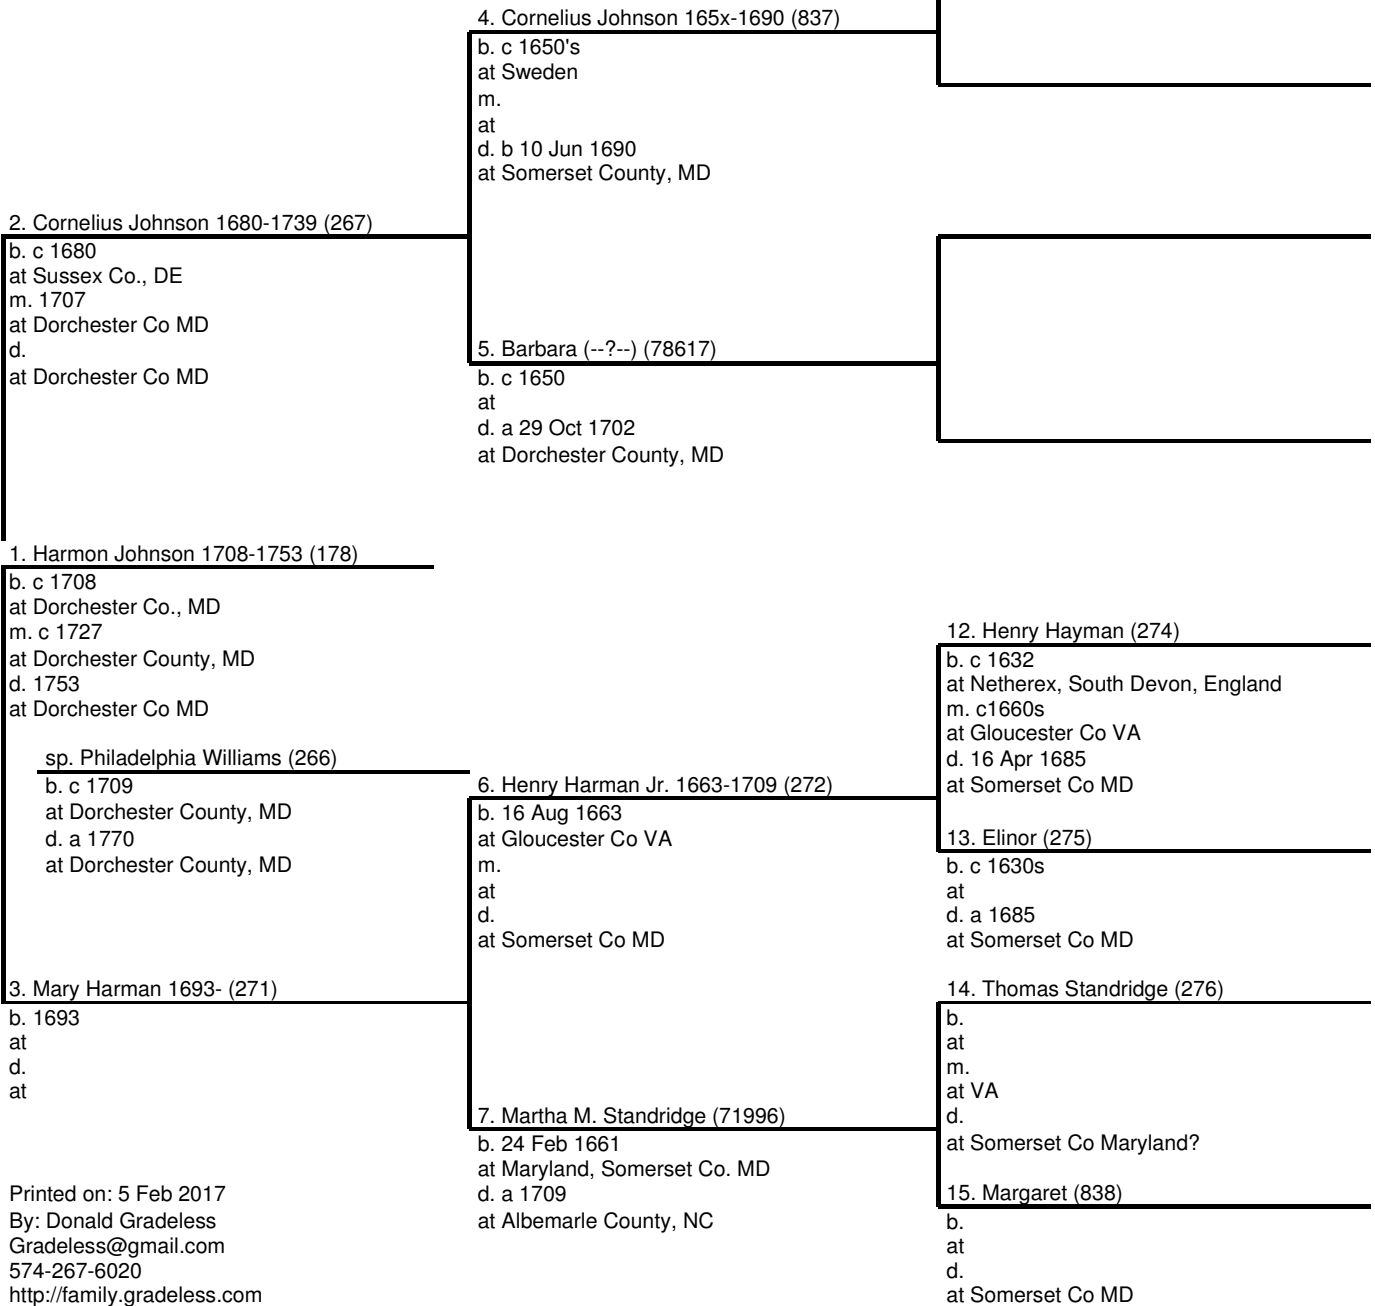 4. Cornelius Johnson 165x-1690 (837)
b. c 1650's
at Sweden
m.
at
d. b 10 Jun 1690
at Somerset County, MD
2. Cornelius Johnson 1680-1739 (267)
b. c 1680
at Sussex Co., DE
m. 1707
at Dorchester Co MD
d.
at Dorchester Co MD
5. Barbara (--?--) (78617)
b. c 1650
at
d. a 29 Oct 1702
at Dorchester County, MD
1. Harmon Johnson 1708-1753 (178)
b. c 1708
at Dorchester Co., MD
m. c 1727
at Dorchester County, MD
d. 1753
at Dorchester Co MD
sp. Philadelphia Williams (266)
b. c 1709
at Dorchester County, MD
d. a 1770
at Dorchester County, MD
12. Henry Hayman (274)
b. c 1632
at Netherex, South Devon, England
m. c1660s
at Gloucester Co VA
d. 16 Apr 1685
at Somerset Co MD
6. Henry Harman Jr. 1663-1709 (272)
b. 16 Aug 1663
at Gloucester Co VA
m.
at
d.
at Somerset Co MD
13. Elinor (275)
b. c 1630s
at
d. a 1685
at Somerset Co MD
3. Mary Harman 1693- (271)
b. 1693
at
d.
at
14. Thomas Standridge (276)
b.
at
m.
at VA
d.
at Somerset Co Maryland?
7. Martha M. Standridge (71996)
b. 24 Feb 1661
at Maryland, Somerset Co. MD
d. a 1709
at Albemarle County, NC
15. Margaret (838)
b.
at
d.
at Somerset Co MD
Printed on: 5 Feb 2017
By: Donald Gradeless
Gradeless@gmail.com
574-267-6020
http://family.gradeless.com